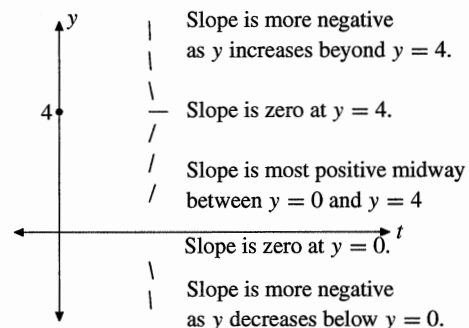 y
Slope is more negative
as y increases beyond y = 4.
4
Slope is zero at y = 4.
Slope is most positive midway
between y = 0 and y = 4
t
Slope is zero at y = 0.
Slope is more negative
as y decreases below y = 0.